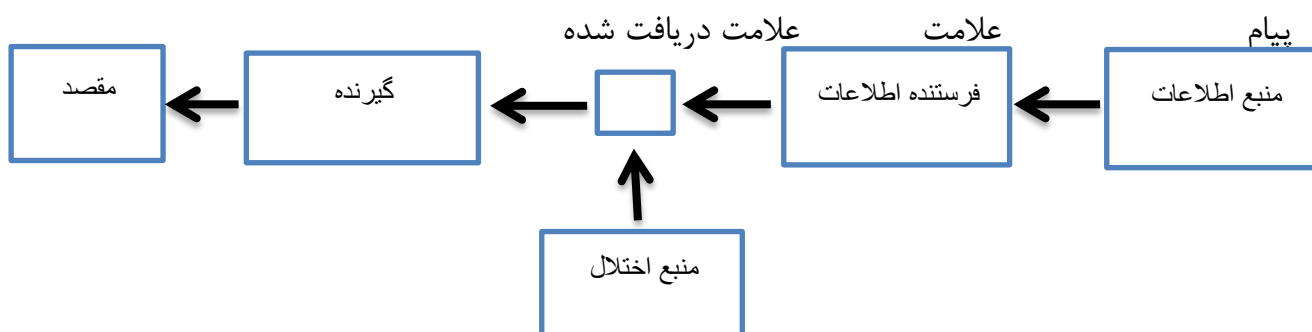 پیام علامت علامت دریافت شده
منبع اطلاعات فرستنده اطلاعات گیرنده مقصد
منبع اختلال